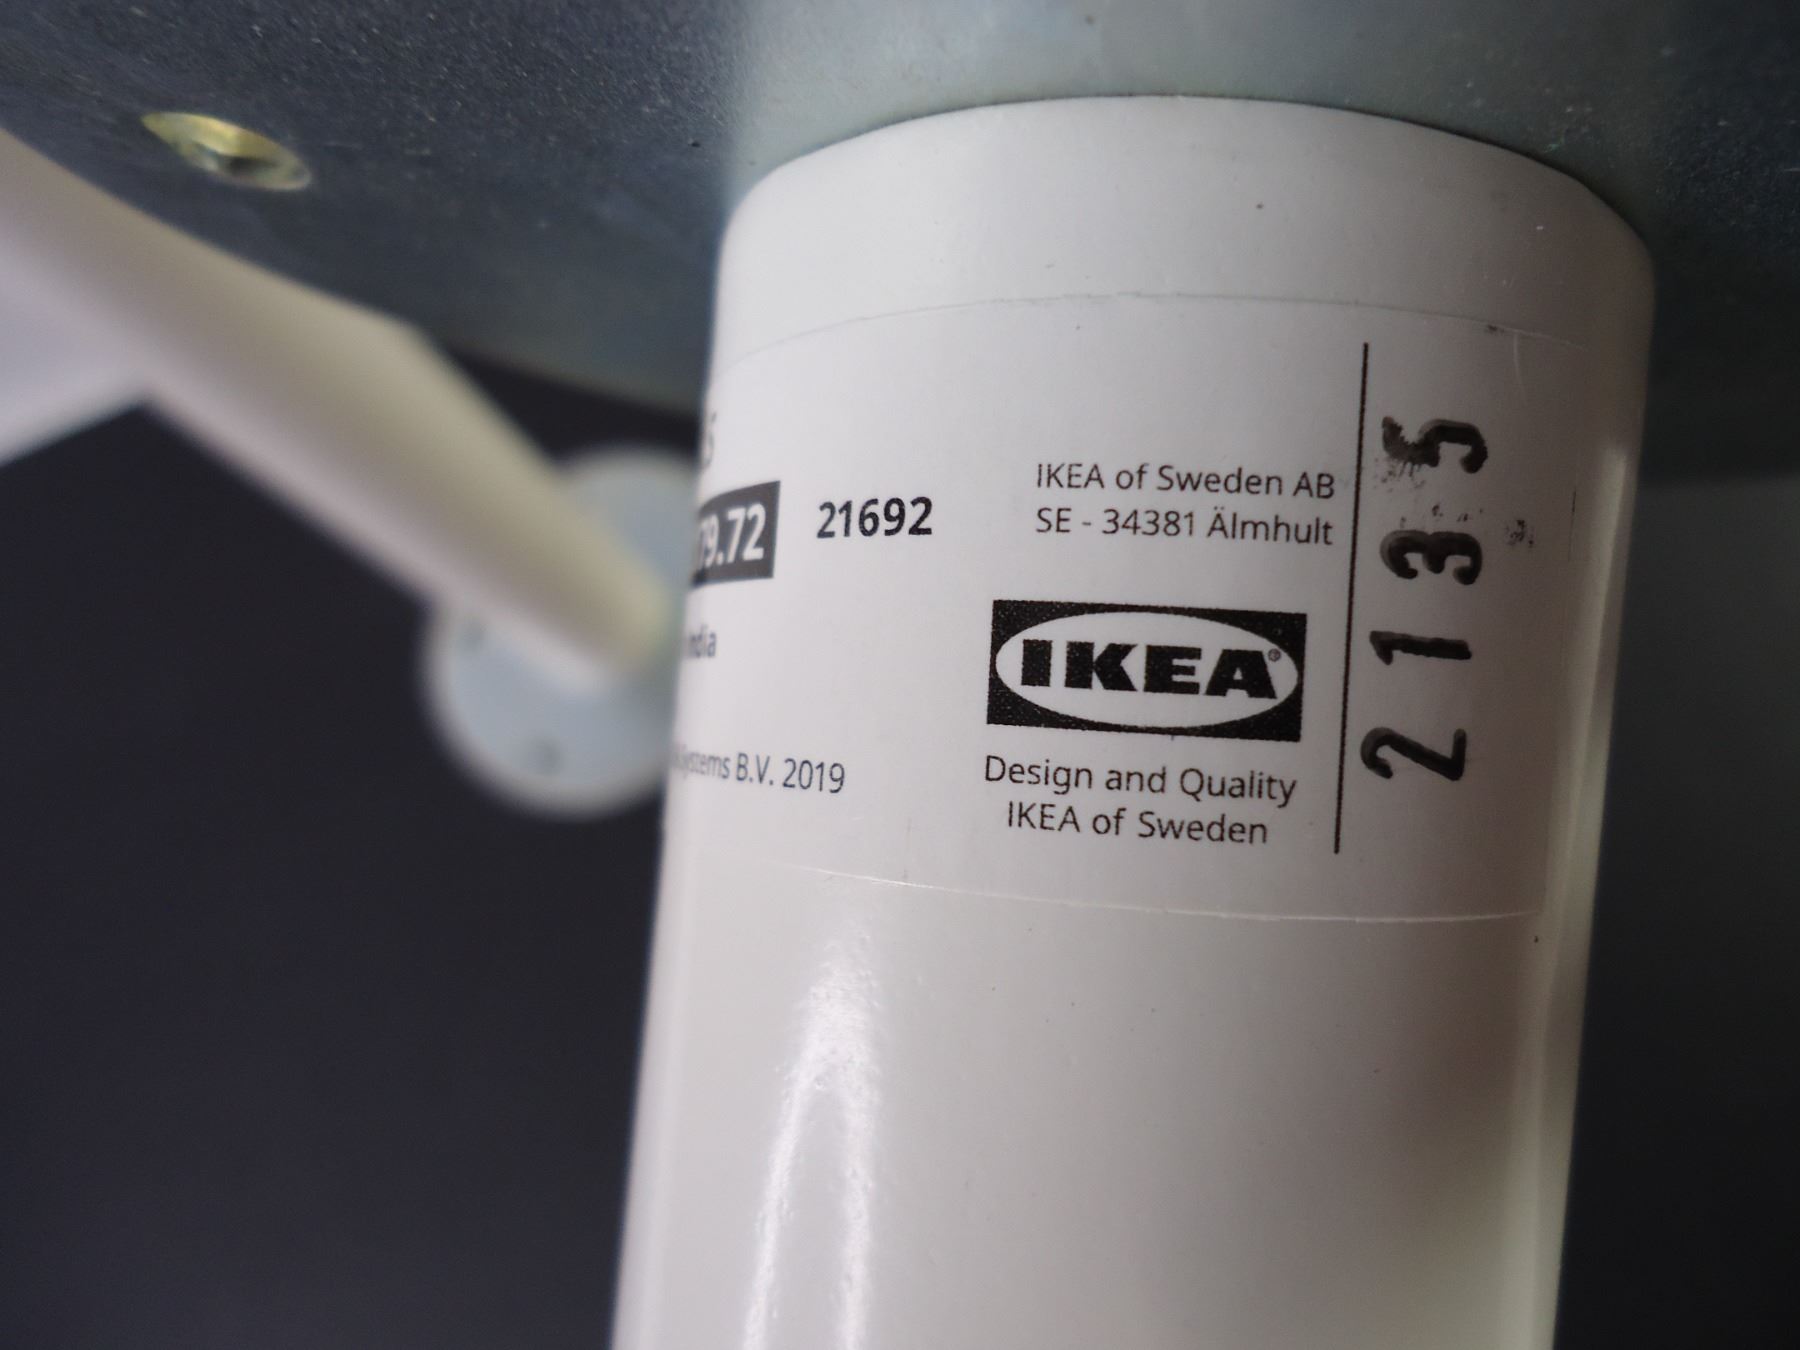 79.72
21692
Systems B.V. 2019
IKEA of Sweden AB
SE - 34381 Älmhult
IKEA®
Design and Quality
IKEA of Sweden
2135